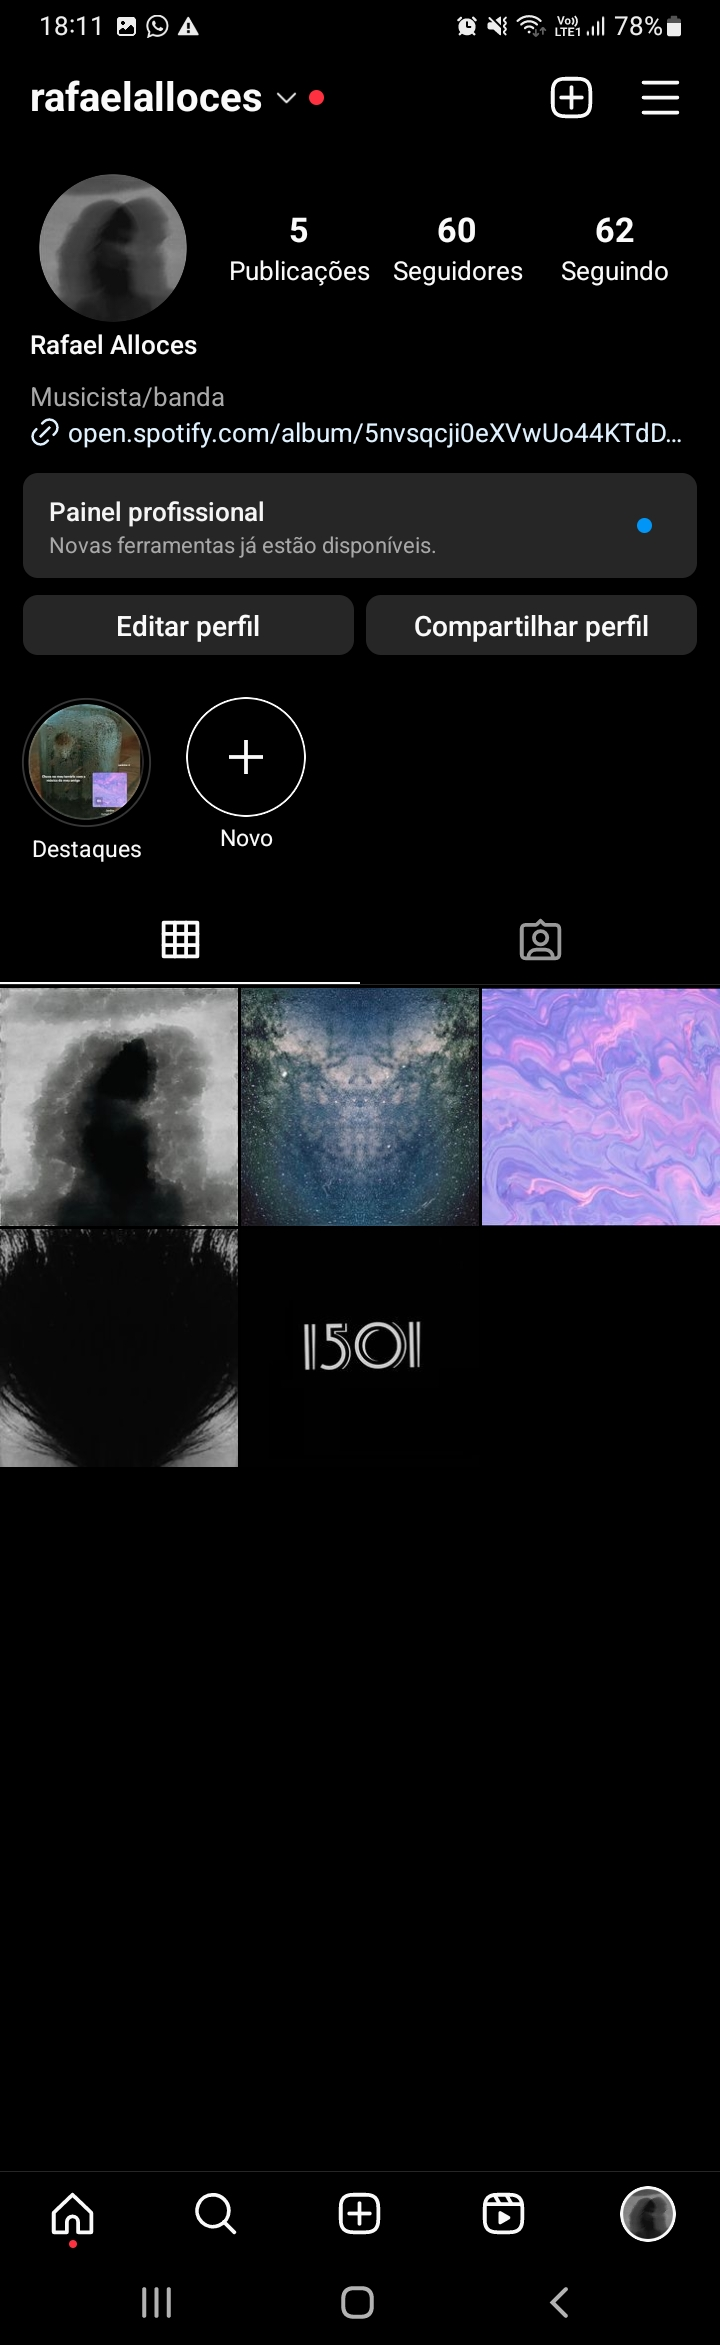 18:11 Vo)) LTE1 78%
rafaelalloces
5 60 62
Publicações Seguidores Seguindo
Rafael Alloces
Musicista/banda
open.spotify.com/album/5nvsqcji0eXVwUo44KTdD...
Painel profissional
Novas ferramentas já estão disponíveis.
Editar perfil Compartilhar perfil
Destaques Novo
1501